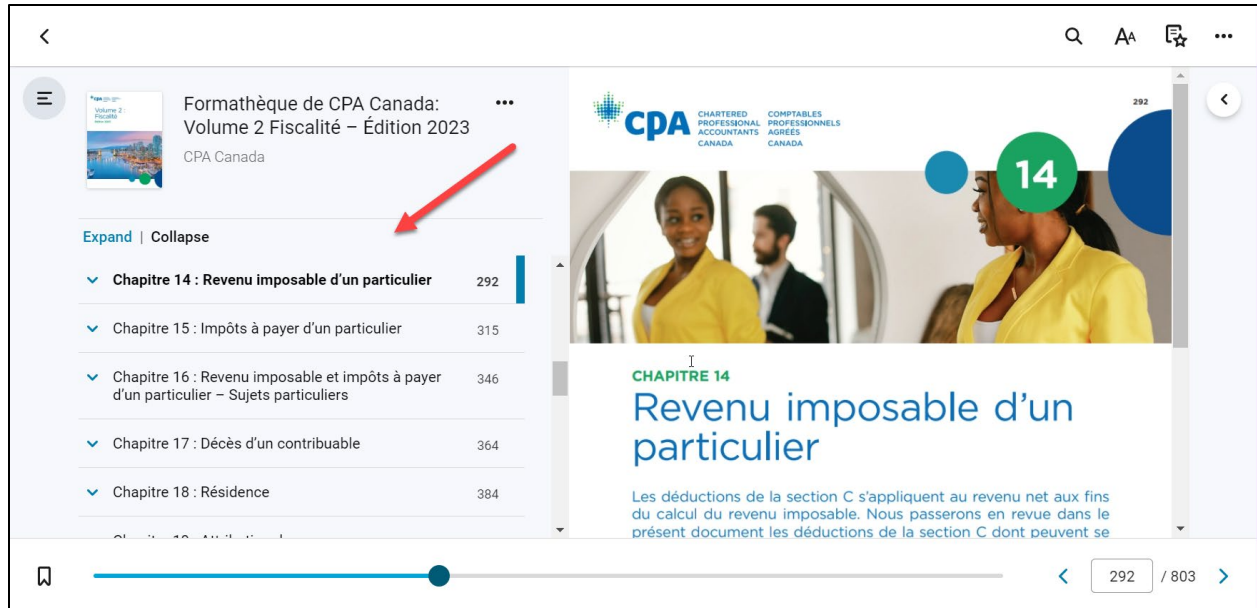 AA
Formathèque de CPA Canada:
Volume 2 Fiscalité – Édition 2023
CPA Canada
Volume 2 :
Fiscalité
Expand | Collapse
Chapitre 14 : Revenu imposable d'un particulier 292
Chapitre 15 : Impôts à payer d'un particulier 315
Chapitre 16 : Revenu imposable et impôts à payer 346
d'un particulier – Sujets particuliers
Chapitre 17 : Décès d'un contribuable 364
Chapitre 18 : Résidence 384
292
CPA
CHARTERED COMPTABLES
PROFESSIONAL PROFESSIONNELS
ACCOUNTANTS AGRÉÉS
CANADA CANADA
14
CHAPITRE 14
Revenu imposable d'un
particulier
Les déductions de la section C s'appliquent au revenu net aux fins
du calcul du revenu imposable. Nous passerons en revue dans le
présent document les déductions de la section C dont peuvent se
292 / 803